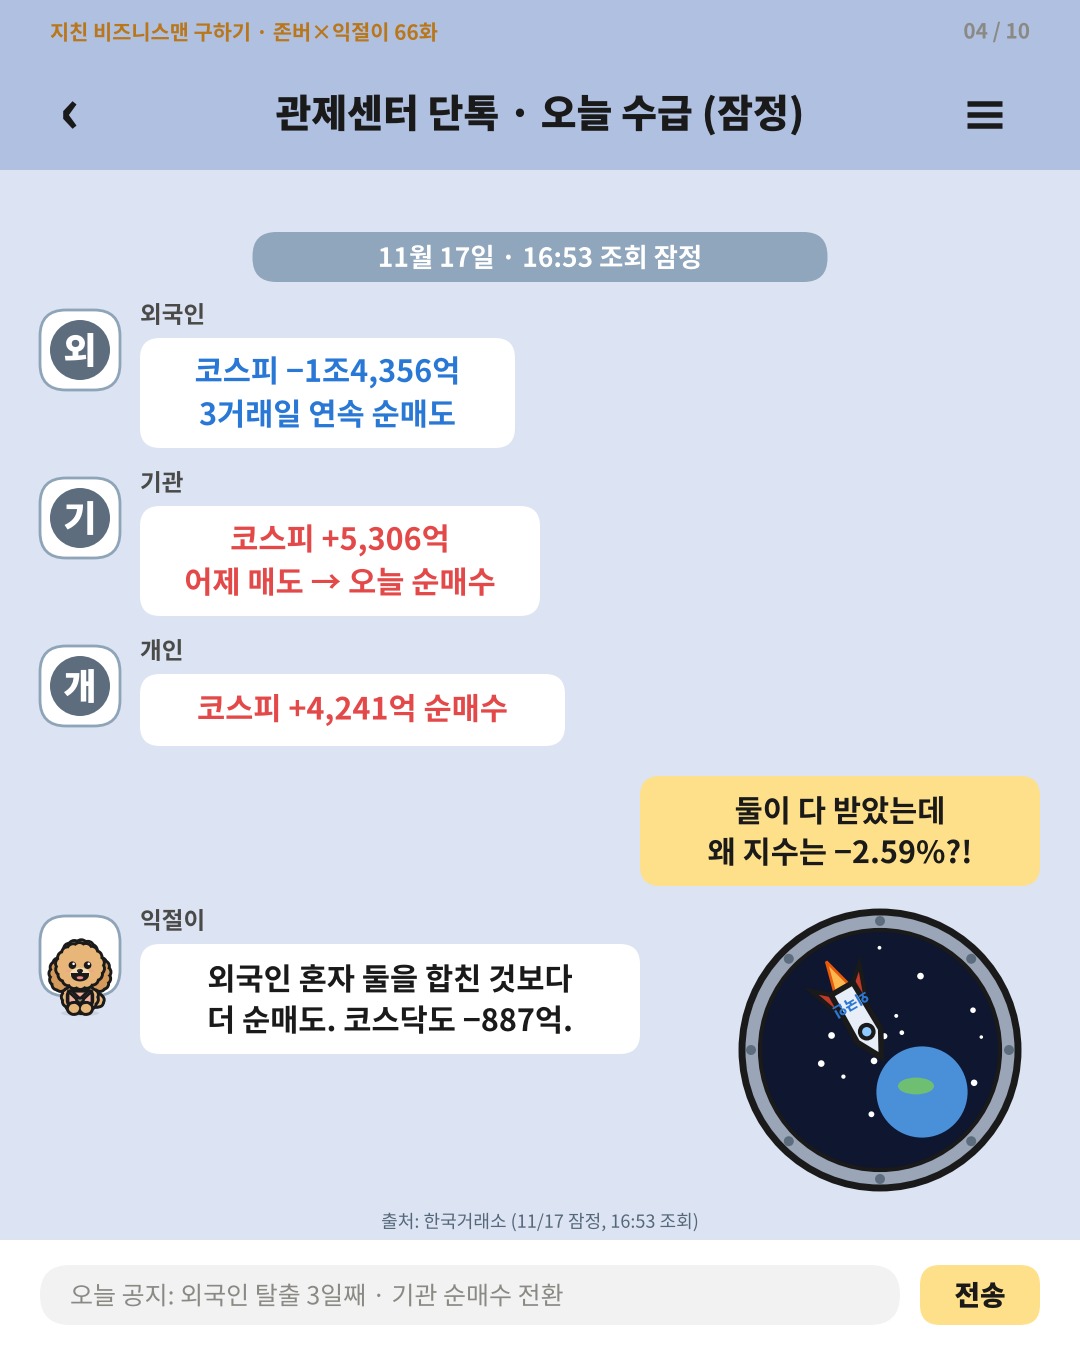 지친 비즈니스맨 구하기 · 존버×익절이 66화
04 / 10
관제센터 단톡 · 오늘 수급 (잠정)
11월 17일 · 16:53 조회 잠정
외
외국인
코스피 −1조4,356억
3거래일 연속 순매도
기
기관
코스피 +5,306억
어제 매도 → 오늘 순매수
개
개인
코스피 +4,241억 순매수
둘이 다 받았는데
왜 지수는 −2.59%?!
익절이
외국인 혼자 둘을 합친 것보다
더 순매도. 코스닥도 −887억.
출처: 한국거래소 (11/17 잠정, 16:53 조회)
오늘 공지: 외국인 탈출 3일째 · 기관 순매수 전환
전송